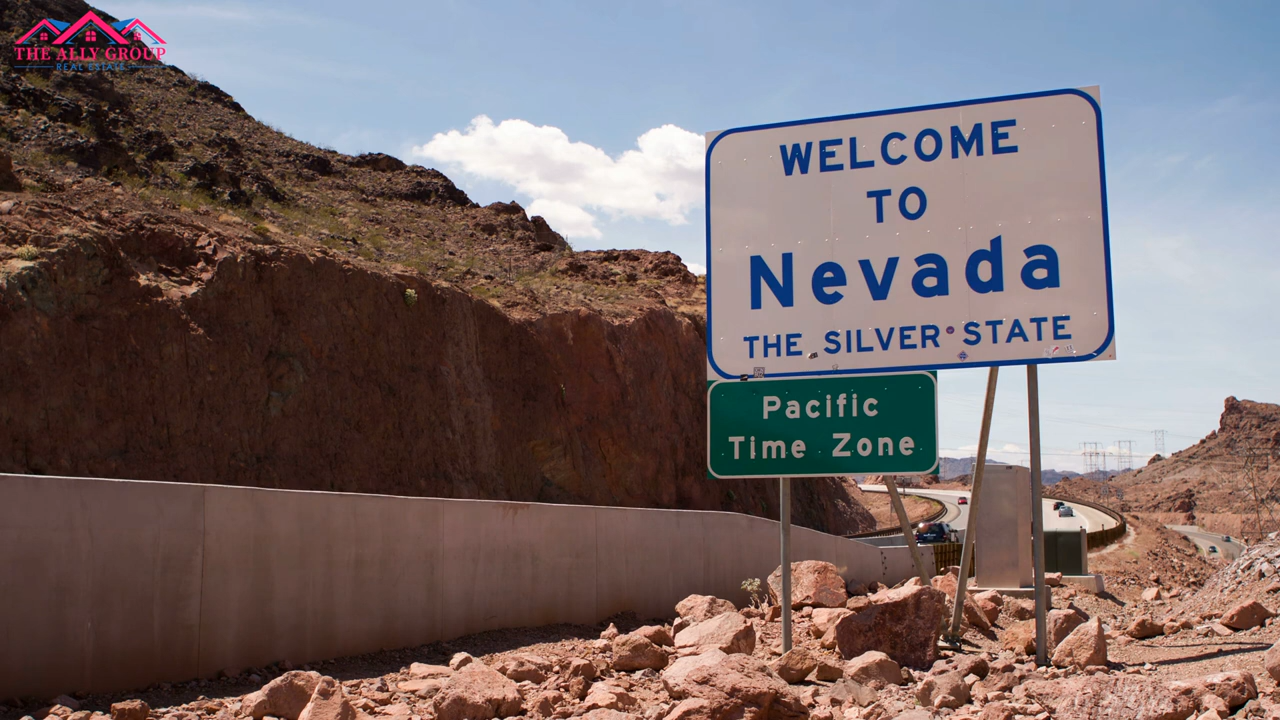 THE ALLY GROUP
REAL ESTATE
WELCOME
TO
Nevada
THE SILVER STATE
Pacific
Time Zone